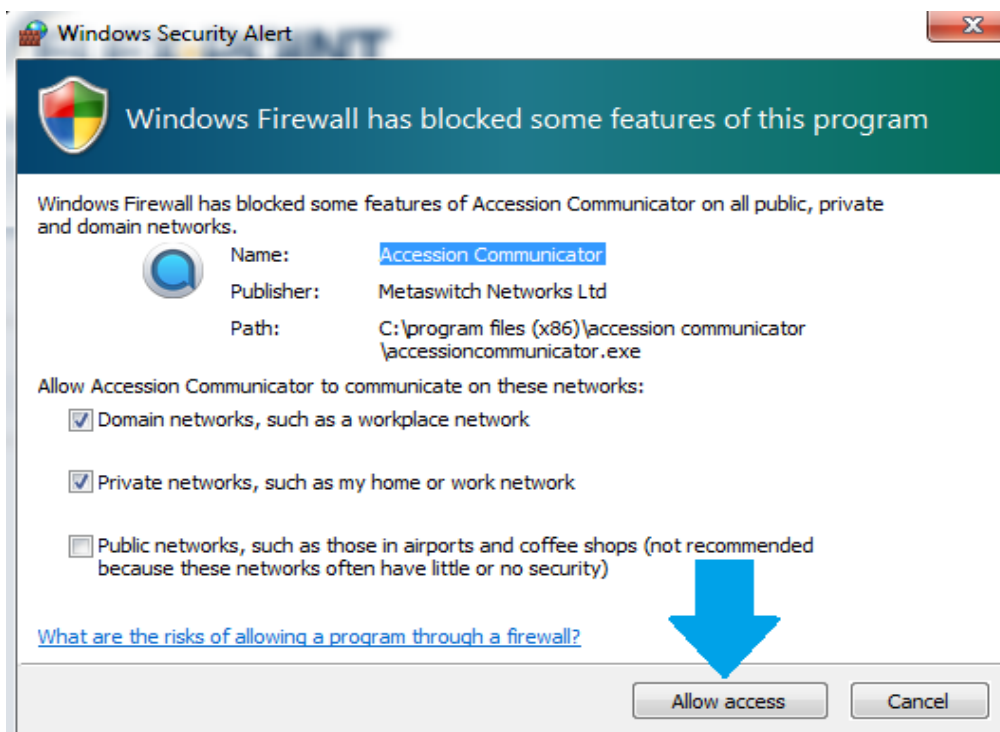 Windows Security Alert
Windows Firewall has blocked some features of this program
Windows Firewall has blocked some features of Accession Communicator on all public, private
and domain networks.
Name: Accession Communicator
Publisher: Metaswitch Networks Ltd
Path: C:\program files (x86)\accession communicator
\accessioncommunicator.exe
Allow Accession Communicator to communicate on these networks:
Domain networks, such as a workplace network
Private networks, such as my home or work network
Public networks, such as those in airports and coffee shops (not recommended
because these networks often have little or no security)
What are the risks of allowing a program through a firewall?
Allow access Cancel